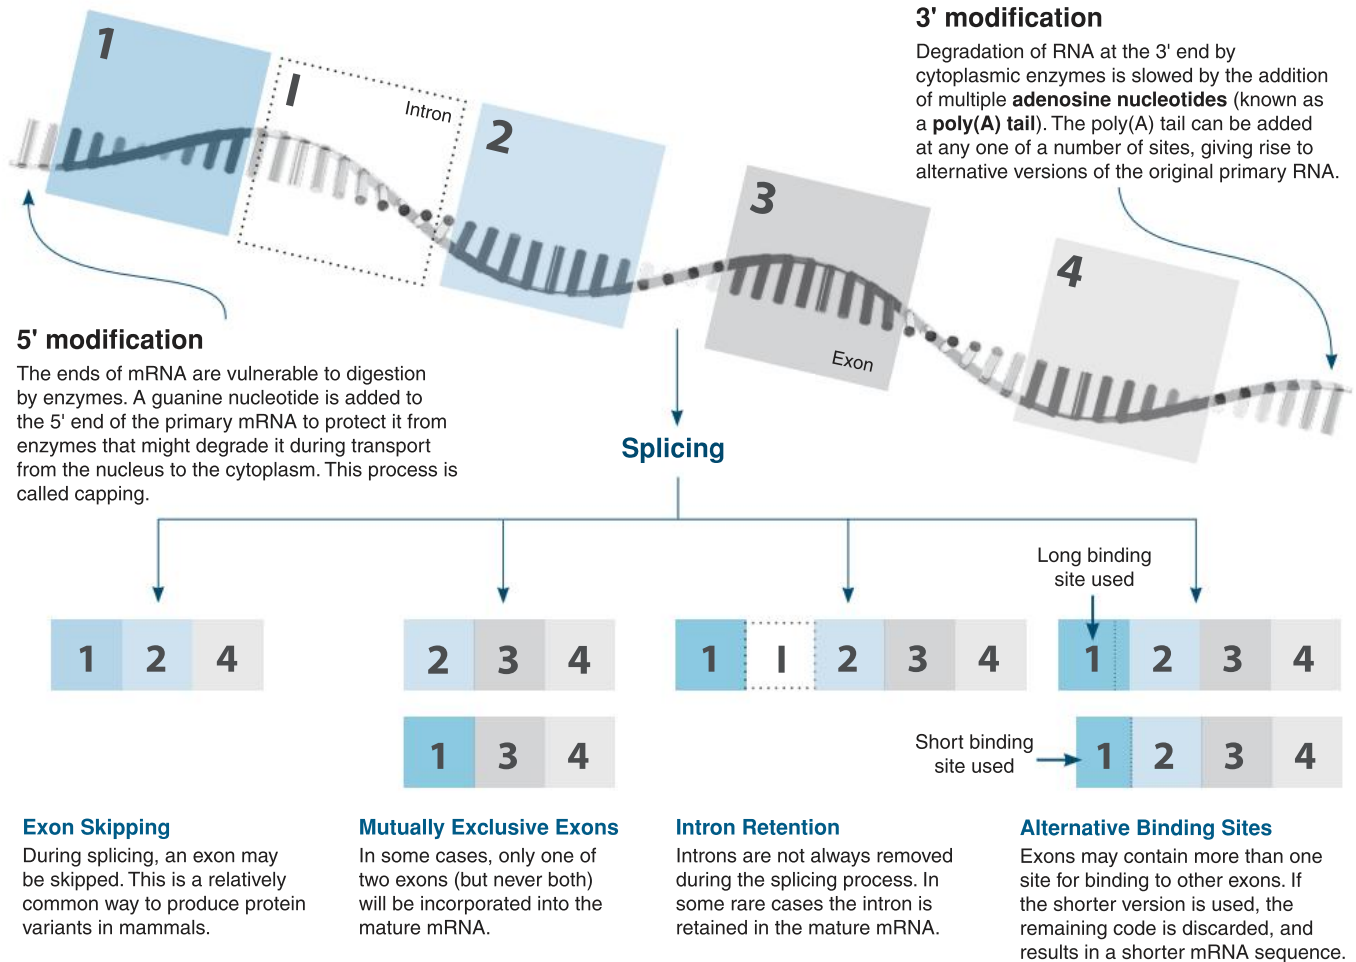 1
I
Intron
2
3
Exon
4
3' modification
Degradation of RNA at the 3' end by
cytoplasmic enzymes is slowed by the addition
of multiple adenosine nucleotides (known as
a poly(A) tail). The poly(A) tail can be added
at any one of a number of sites, giving rise to
alternative versions of the original primary RNA.
5' modification
The ends of mRNA are vulnerable to digestion
by enzymes. A guanine nucleotide is added to
the 5' end of the primary mRNA to protect it from
enzymes that might degrade it during transport
from the nucleus to the cytoplasm. This process is
called capping.
Splicing
1 2 4
2 3 4
1 3 4
1 I 2 3 4
Long binding
site used
1 2 3 4
Short binding
site used
1 2 3 4
Exon Skipping
During splicing, an exon may
be skipped. This is a relatively
common way to produce protein
variants in mammals.
Mutually Exclusive Exons
In some cases, only one of
two exons (but never both)
will be incorporated into the
mature mRNA.
Intron Retention
Introns are not always removed
during the splicing process. In
some rare cases the intron is
retained in the mature mRNA.
Alternative Binding Sites
Exons may contain more than one
site for binding to other exons. If
the shorter version is used, the
remaining code is discarded, and
results in a shorter mRNA sequence.